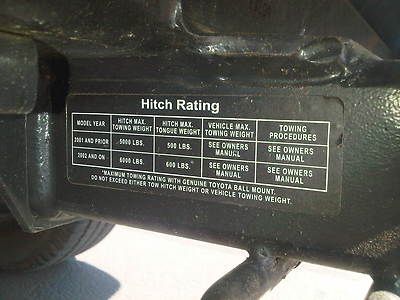 Hitch Rating
MODEL YEAR HITCH MAX. TOWING WEIGHT HITCH MAX. TONGUE WEIGHT VEHICLE MAX. TOWING WEIGHT TOWING PROCEDURES
2001 AND PRIOR 5000 LBS. 500 LBS. SEE OWNERS MANUAL SEE OWNERS MANUAL
2002 AND ON 6000 LBS. 600 LBS. SEE OWNERS MANUAL SEE OWNERS MANUAL
*MAXIMUM TOWING RATING WITH GENUINE TOYOTA BALL MOUNT.
DO NOT EXCEED EITHER TOW HITCH WEIGHT OR VEHICLE TOWING WEIGHT.